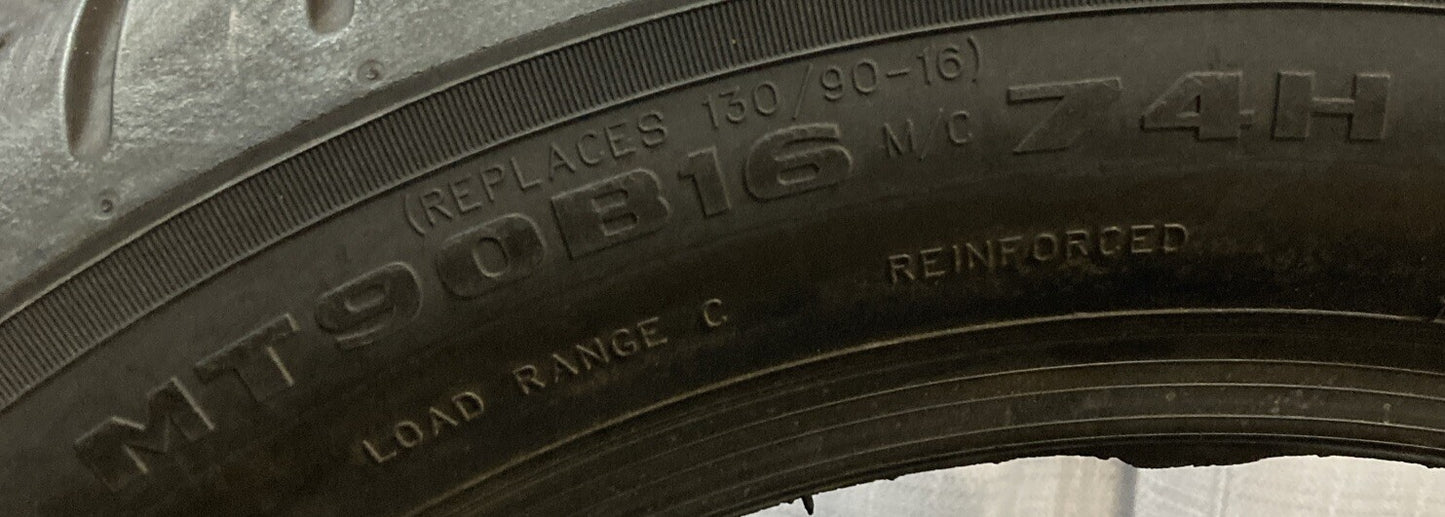 (REPLACES 130/90-16)
MT90B16 M/C 74H
LOAD RANGE C
REINFORCED